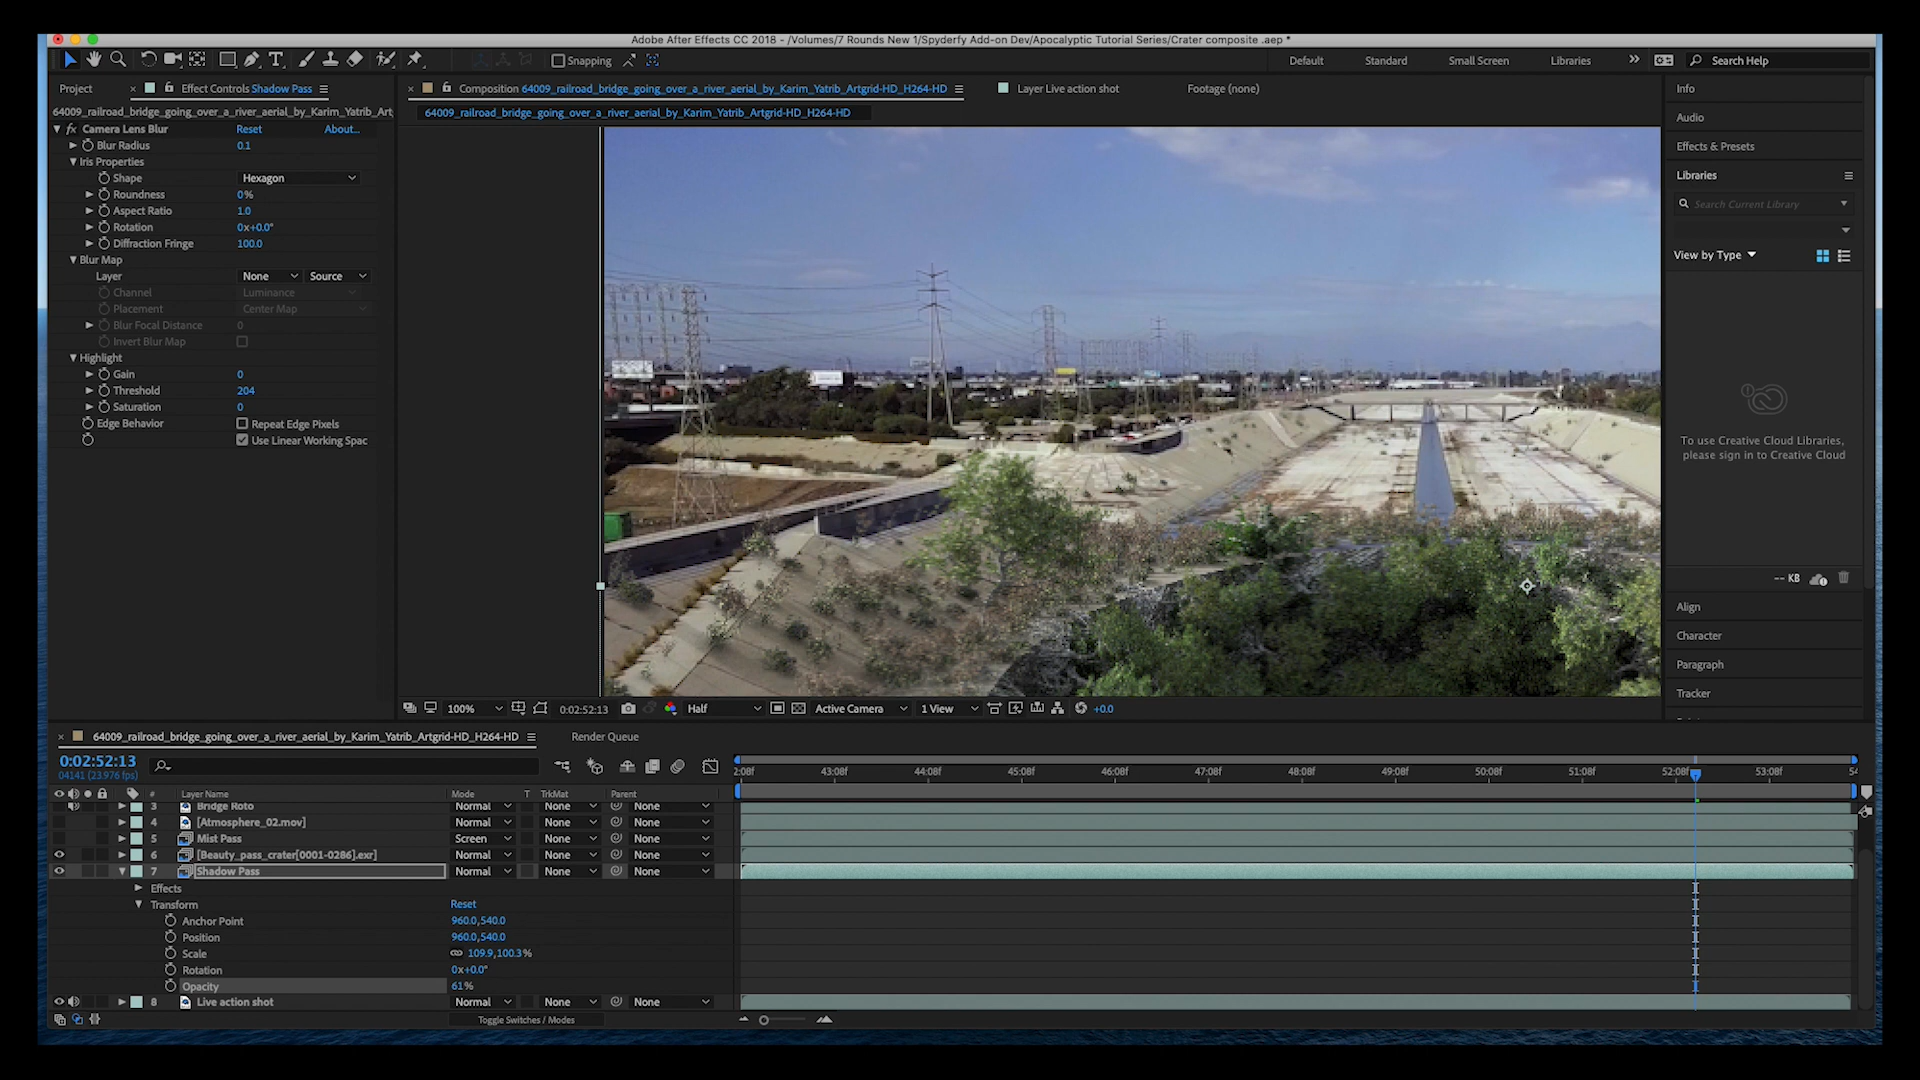 Adobe After Effects CC 2018 - /Volumes/7 Rounds New 1/Spyderfy Add-on Dev/Apocalyptic Tutorial Series/Crater composite .aep *
Snapping
Default
Standard
Small Screen
Libraries
Search Help
Project
Effect Controls Shadow Pass
Composition 64009_railroad_bridge_going_over_a_river_aerial_by_Karim_Yatrib_Artgrid-HD_H264-HD
Layer Live action shot
Footage (none)
64009_railroad_bridge_going_over_a_river_aerial_by_Karim_Yatrib_Art
64009_railroad_bridge_going_over_a_river_aerial_by_Karim_Yatrib_Artgrid-HD_H264-HD
fx Camera Lens Blur Reset About...
Blur Radius 0.1
Iris Properties
Shape Hexagon
Roundness 0%
Aspect Ratio 1.0
Rotation 0x+0.0°
Diffraction Fringe 100.0
Blur Map
Layer None Source
Channel Luminance
Placement Center Map
Blur Focal Distance 0
Invert Blur Map
Highlight
Gain 0
Threshold 204
Saturation 0
Edge Behavior Repeat Edge Pixels
Use Linear Working Spac
Info
Audio
Effects & Presets
Libraries
Search Current Library
View by Type
To use Creative Cloud Libraries,
please sign in to Creative Cloud
-- KB
Align
Character
Paragraph
Tracker
100% 0:02:52:13 Half Active Camera 1 View +0.0
64009_railroad_bridge_going_over_a_river_aerial_by_Karim_Yatrib_Artgrid-HD_H264-HD
Render Queue
0:02:52:13
04141 (23.976 fps)
2:08f 43:08f 44:08f 45:08f 46:08f 47:08f 48:08f 49:08f 50:08f 51:08f 52:08f 53:08f 54
# Layer Name Mode T TrkMat Parent
3 Bridge Roto Normal None None
4 [Atmosphere_02.mov] Normal None None
5 Mist Pass Screen None None
6 [Beauty_pass_crater[0001-0286].exr] Normal None None
7 Shadow Pass Normal None None
Effects
Transform Reset
Anchor Point 960.0,540.0
Position 960.0,540.0
Scale 109.9,100.3%
Rotation 0x+0.0°
Opacity 61%
8 Live action shot Normal None None
Toggle Switches / Modes